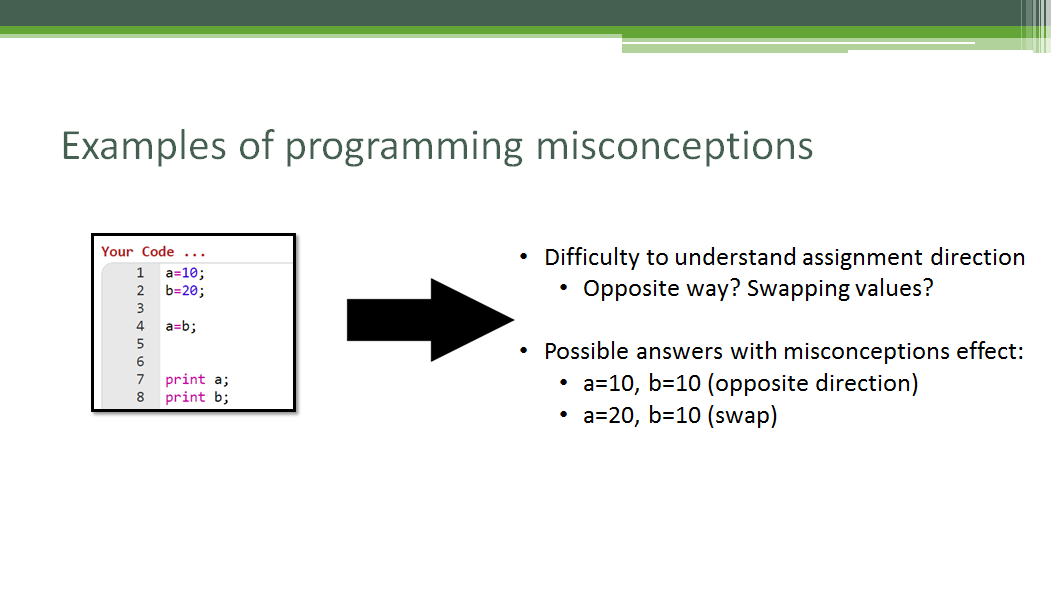 Examples of programming misconceptions
Your Code ...
1 a=10;
2 b=20;
3
4 a=b;
5
6
7 print a;
8 print b;
• Difficulty to understand assignment direction
• Opposite way? Swapping values?
• Possible answers with misconceptions effect:
• a=10, b=10 (opposite direction)
• a=20, b=10 (swap)